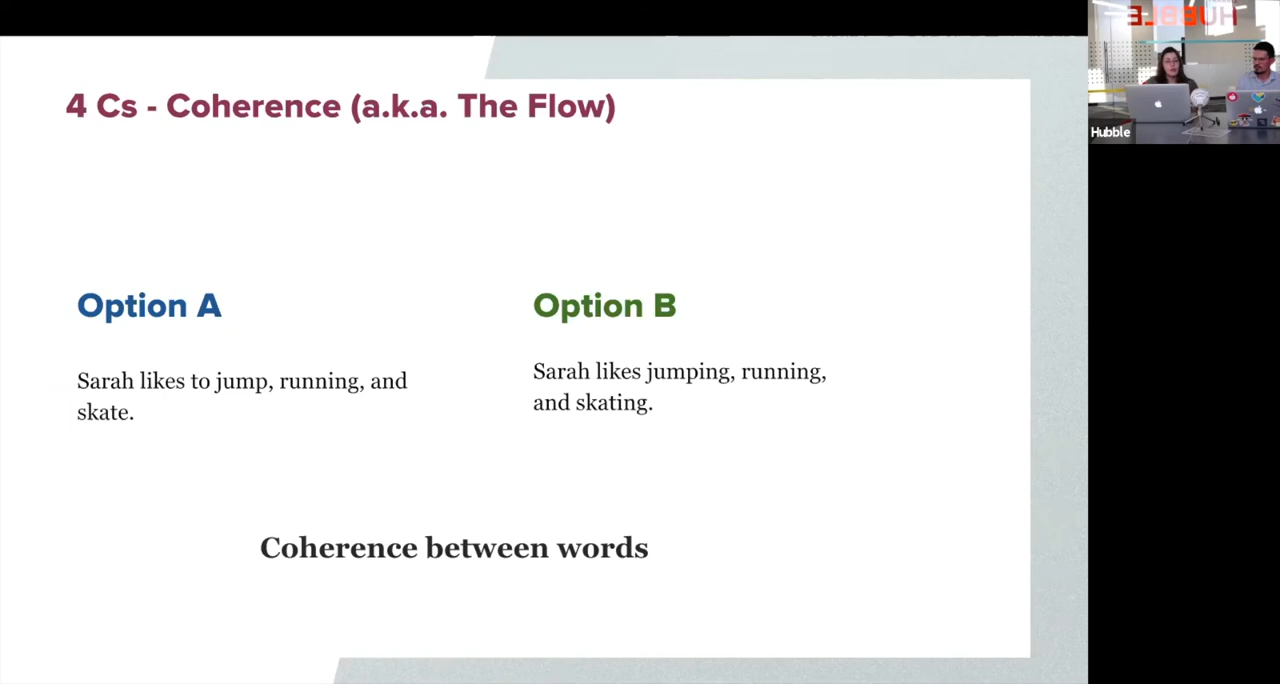 4 Cs - Coherence (a.k.a. The Flow)
Option A
Sarah likes to jump, running, and
skate.
Option B
Sarah likes jumping, running,
and skating.
Coherence between words
HUBBLE
Hubble